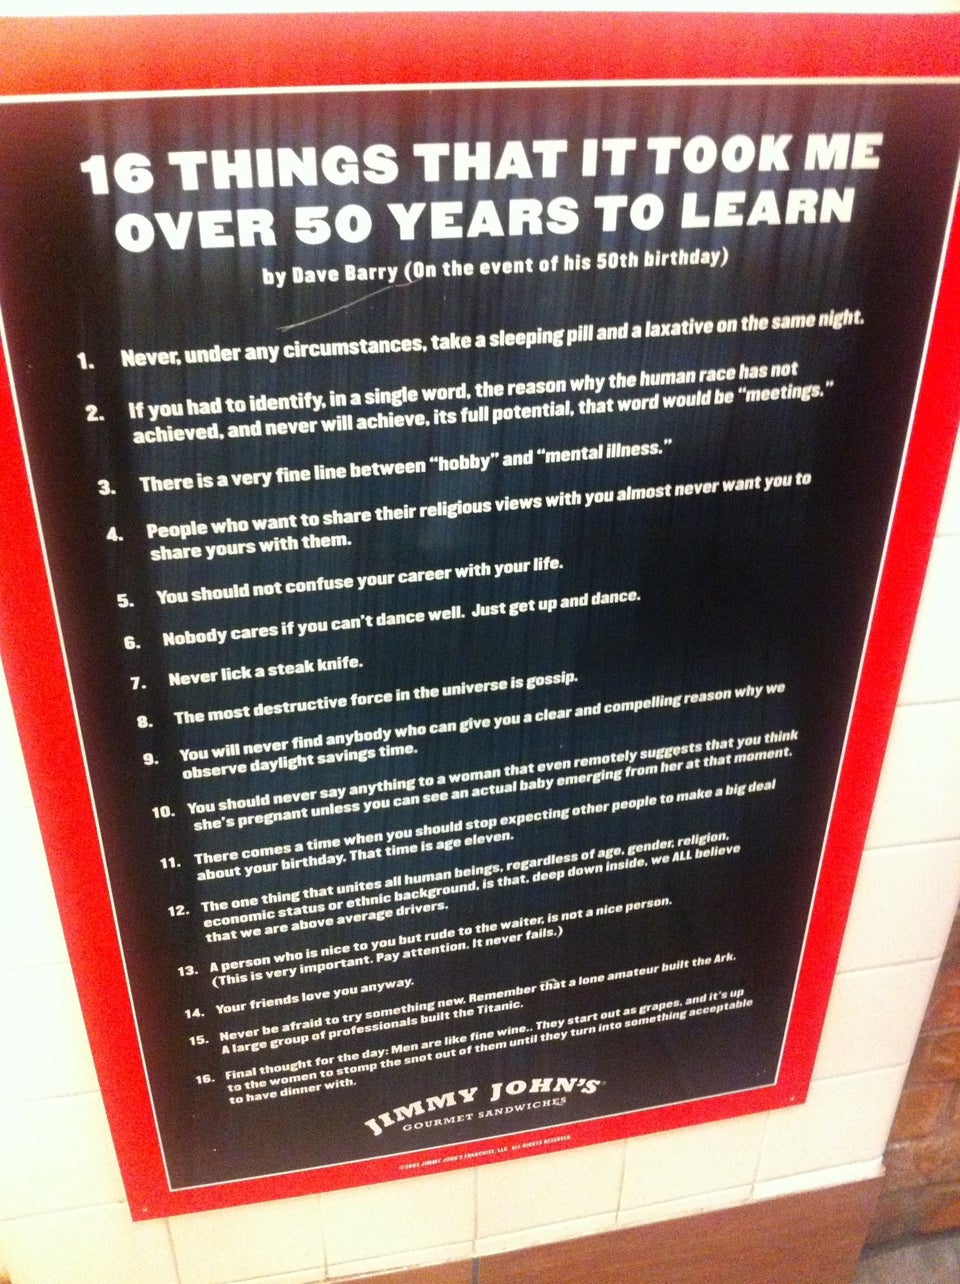 16 THINGS THAT IT TOOK ME
OVER 50 YEARS TO LEARN
by Dave Barry (On the event of his 50th birthday)
1. Never, under any circumstances, take a sleeping pill and a laxative on the same night.
2. If you had to identify, in a single word, the reason why the human race has not
achieved, and never will achieve, its full potential, that word would be “meetings.”
3. There is a very fine line between “hobby” and “mental illness.”
4. People who want to share their religious views with you almost never want you to
share yours with them.
5. You should not confuse your career with your life.
6. Nobody cares if you can't dance well. Just get up and dance.
7. Never lick a steak knife.
8. The most destructive force in the universe is gossip.
9. You will never find anybody who can give you a clear and compelling reason why we
observe daylight savings time.
10. You should never say anything to a woman that even remotely suggests that you think
she's pregnant unless you can see an actual baby emerging from her at that moment.
11. There comes a time when you should stop expecting other people to make a big deal
about your birthday. That time is age eleven.
12. The one thing that unites all human beings, regardless of age, gender, religion,
economic status or ethnic background, is that, deep down inside, we ALL believe
that we are above average drivers.
13. A person who is nice to you but rude to the waiter, is not a nice person.
(This is very important. Pay attention. It never fails.)
14. Your friends love you anyway.
15. Never be afraid to try something new. Remember that a lone amateur built the Ark.
A large group of professionals built the Titanic.
16. Final thought for the day: Men are like fine wine.. They start out as grapes, and it's up
to the women to stomp the snot out of them until they turn into something acceptable
to have dinner with.
JIMMY JOHN'S
GOURMET SANDWICHES
JIMMY JOHN'S FRANCHISE, LLC ALL RIGHTS RESERVED